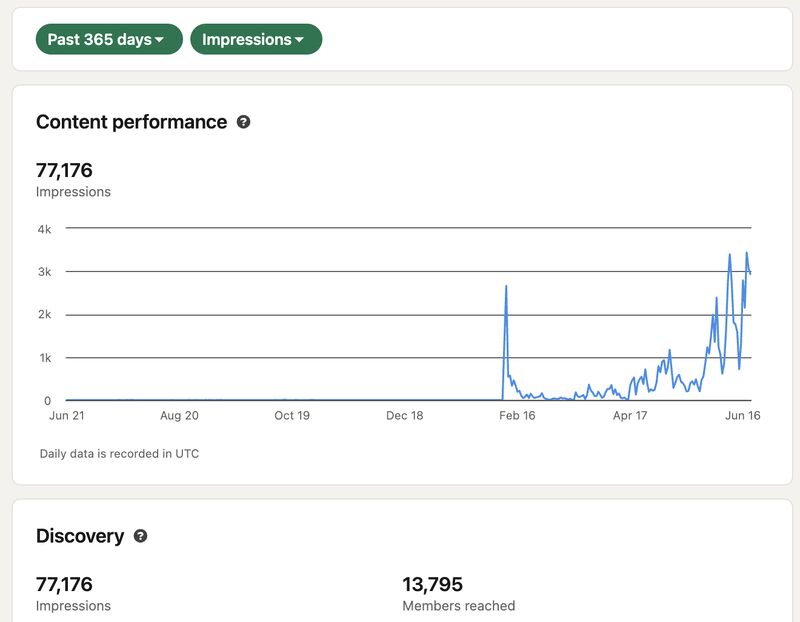 Past 365 days Impressions
Content performance
77,176
Impressions
4k
3k
2k
1k
0
Jun 21 Aug 20 Oct 19 Dec 18 Feb 16 Apr 17 Jun 16
Daily data is recorded in UTC
Discovery
77,176 13,795
Impressions Members reached